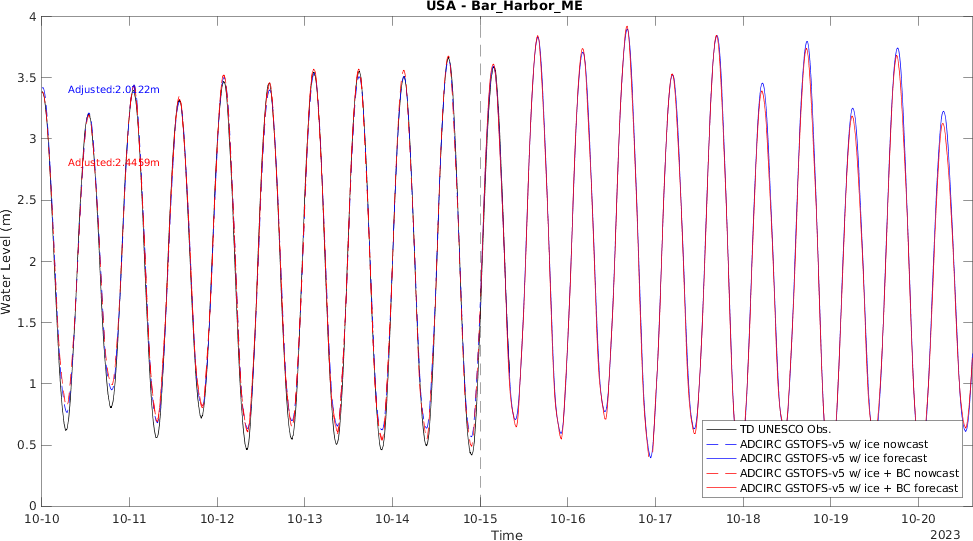 USA - Bar_Harbor_ME
4
3.5
3
2.5
2
1.5
1
0.5
0
Water Level (m)
Adjusted:2.0922m
Adjusted:2.4459m
TD UNESCO Obs.
ADCIRC GSTOFS-v5 w/ ice nowcast
ADCIRC GSTOFS-v5 w/ ice forecast
ADCIRC GSTOFS-v5 w/ ice + BC nowcast
ADCIRC GSTOFS-v5 w/ ice + BC forecast
10-10 10-11 10-12 10-13 10-14 10-15 10-16 10-17 10-18 10-19 10-20
Time
2023